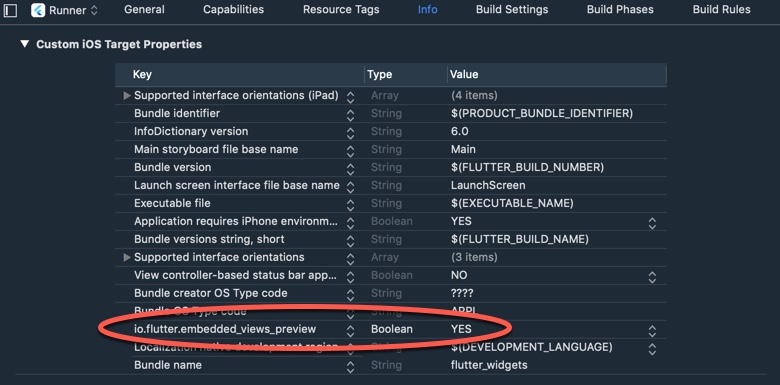 Runner General Capabilities Resource Tags Info Build Settings Build Phases Build Rules
Custom iOS Target Properties
Key Type Value
Supported interface orientations (iPad) Array (4 items)
Bundle identifier String $(PRODUCT_BUNDLE_IDENTIFIER)
InfoDictionary version String 6.0
Main storyboard file base name String Main
Bundle version String $(FLUTTER_BUILD_NUMBER)
Launch screen interface file base name String LaunchScreen
Executable file String $(EXECUTABLE_NAME)
Application requires iPhone environm... Boolean YES
Bundle versions string, short String $(FLUTTER_BUILD_NAME)
Supported interface orientations Array (3 items)
View controller-based status bar app... Boolean NO
Bundle creator OS Type code String ????
Bundle OS Type code String APPL
io.flutter.embedded_views_preview Boolean YES
Localization native development region String $(DEVELOPMENT_LANGUAGE)
Bundle name String flutter_widgets